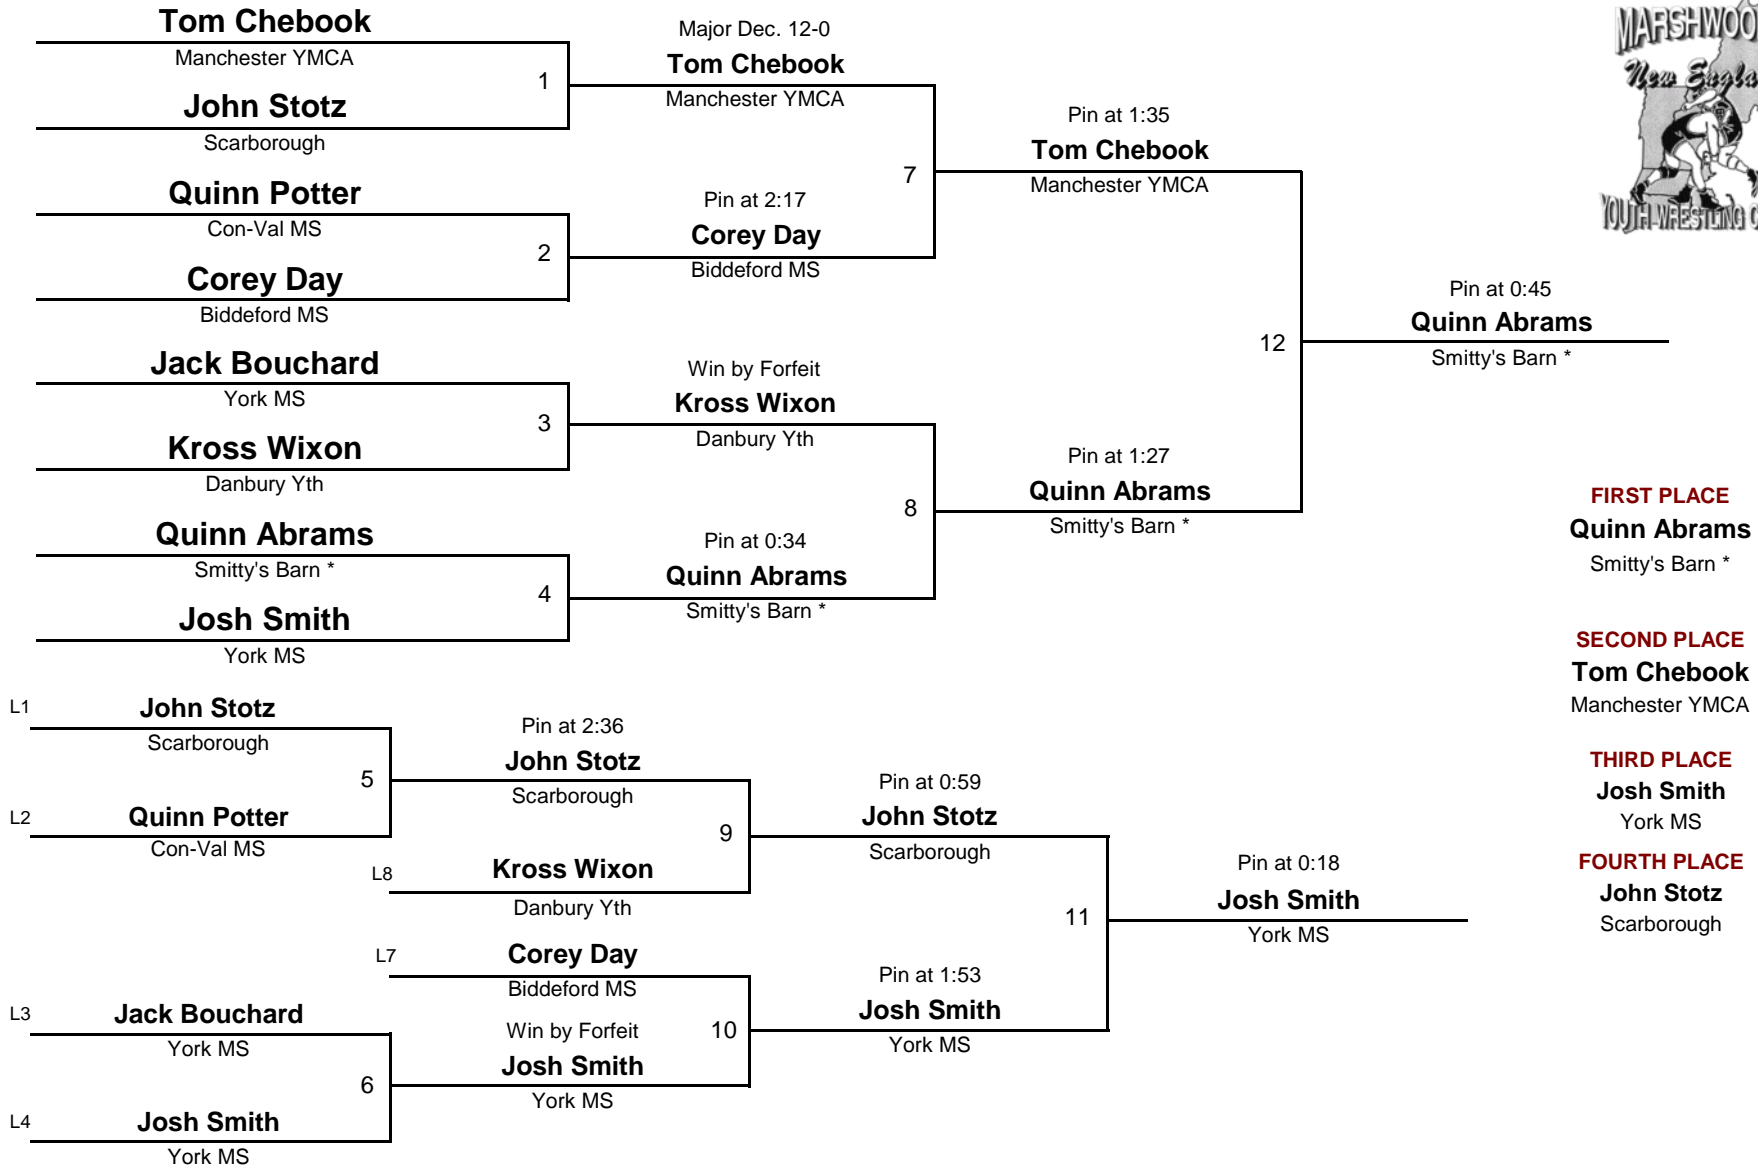 Tom Chebook
Manchester YMCA
1
John Stotz
Scarborough
Quinn Potter
Con-Val MS
2
Corey Day
Biddeford MS
Jack Bouchard
York MS
3
Kross Wixon
Danbury Yth
Quinn Abrams
Smitty's Barn *
4
Josh Smith
York MS
Major Dec. 12-0
Tom Chebook
Manchester YMCA
7
Pin at 2:17
Corey Day
Biddeford MS
Win by Forfeit
Kross Wixon
Danbury Yth
8
Pin at 0:34
Quinn Abrams
Smitty's Barn *
Pin at 1:35
Tom Chebook
Manchester YMCA
12
Pin at 1:27
Quinn Abrams
Smitty's Barn *
Pin at 0:45
Quinn Abrams
Smitty's Barn *
YOUTH WRESTLING
FIRST PLACE
Quinn Abrams
Smitty's Barn *
SECOND PLACE
Tom Chebook
Manchester YMCA
THIRD PLACE
Josh Smith
York MS
FOURTH PLACE
John Stotz
Scarborough
L1
John Stotz
Scarborough
5
L2
Quinn Potter
Con-Val MS
L3
Jack Bouchard
York MS
6
L4
Josh Smith
York MS
Pin at 2:36
John Stotz
Scarborough
9
L8
Kross Wixon
Danbury Yth
L7
Corey Day
Biddeford MS
10
Win by Forfeit
Josh Smith
York MS
Pin at 0:59
John Stotz
Scarborough
11
Pin at 1:53
Josh Smith
York MS
Pin at 0:18
Josh Smith
York MS